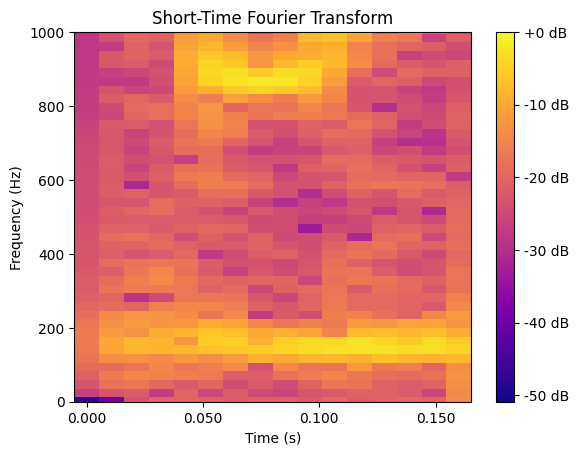 Short-Time Fourier Transform
1000
800
600
400
200
0
Frequency (Hz)
0.000
0.050
0.100
0.150
Time (s)
+0 dB
-10 dB
-20 dB
-30 dB
-40 dB
-50 dB